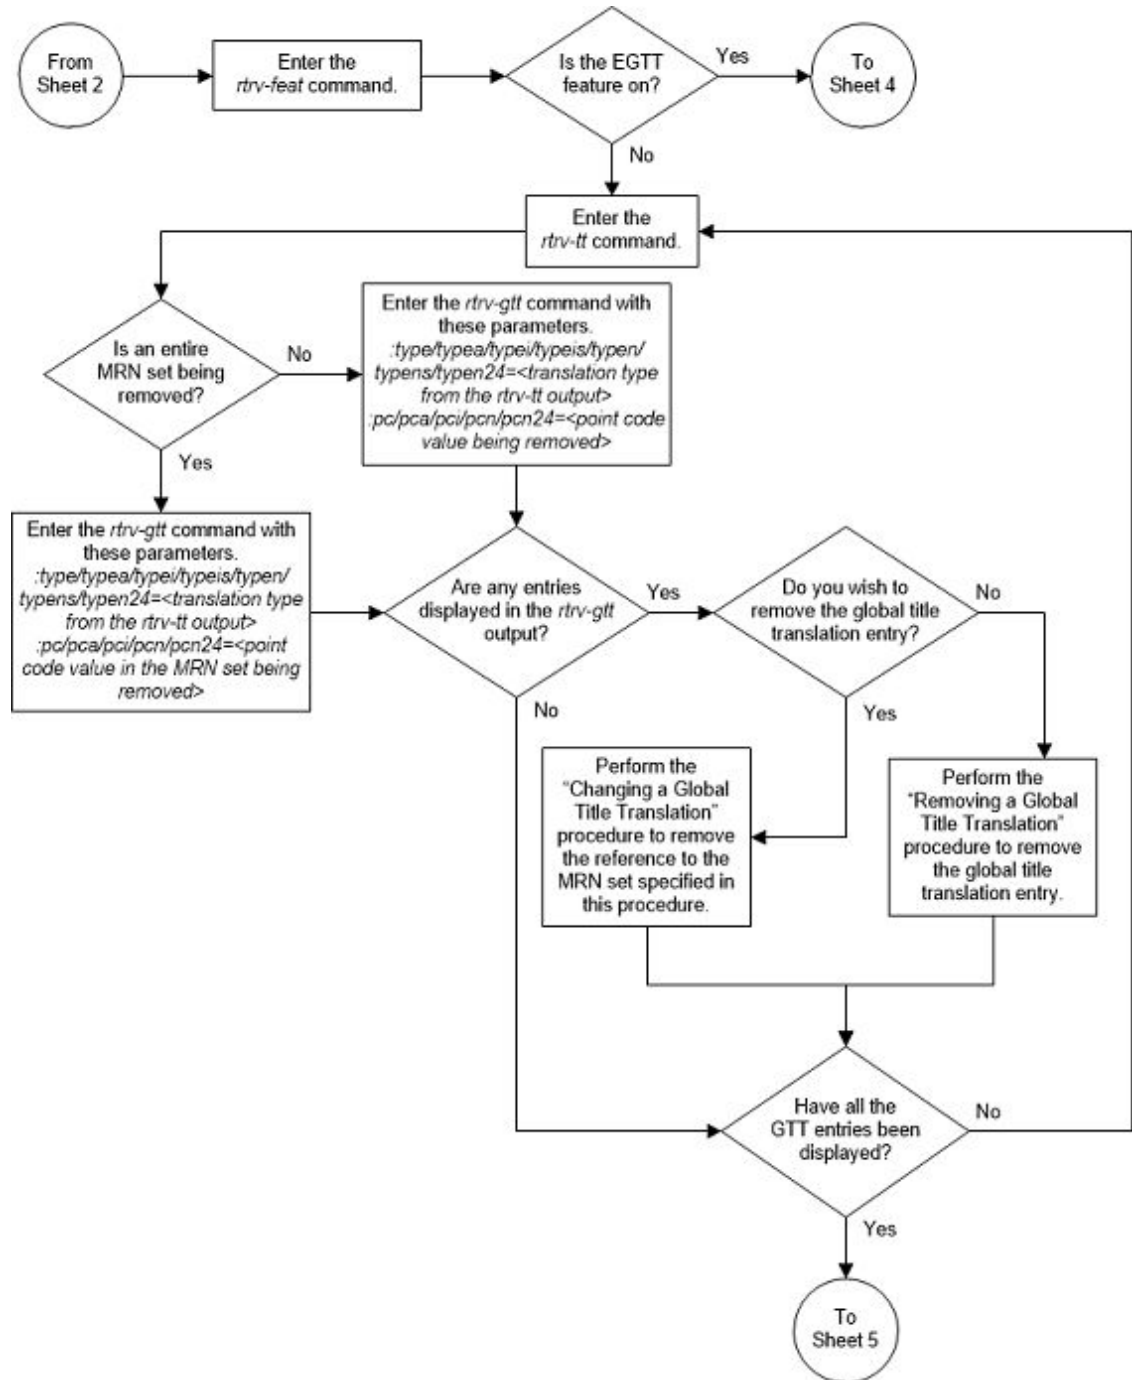 From
Sheet 2
Enter the
rtrv-feat command.
Is the EGTT
feature on?
Yes
To
Sheet 4
No
Enter the
rtrv-tt command.
Is an entire
MRN set being
removed?
No
Enter the rtrv-gtt command with
these parameters.
:type/typea/typei/typeis/typen/
typens/typen24=<translation type
from the rtrv-tt output>
:pc/pca/pci/pcn/pcn24=<point code
value being removed>
Yes
Enter the rtrv-gtt command with
these parameters.
:type/typea/typei/typeis/typen/
typens/typen24=<translation type
from the rtrv-tt output>
:pc/pca/pci/pcn/pcn24=<point
code value in the MRN set being
removed>
Are any entries
displayed in the rtrv-gtt
output?
Yes
Do you wish to
remove the global title
translation entry?
No
No
Yes
Perform the
“Changing a Global
Title Translation”
procedure to remove
the reference to the
MRN set specified in
this procedure.
Perform the
“Removing a Global
Title Translation”
procedure to remove
the global title
translation entry.
Have all the
GTT entries been
displayed?
No
Yes
To
Sheet 5